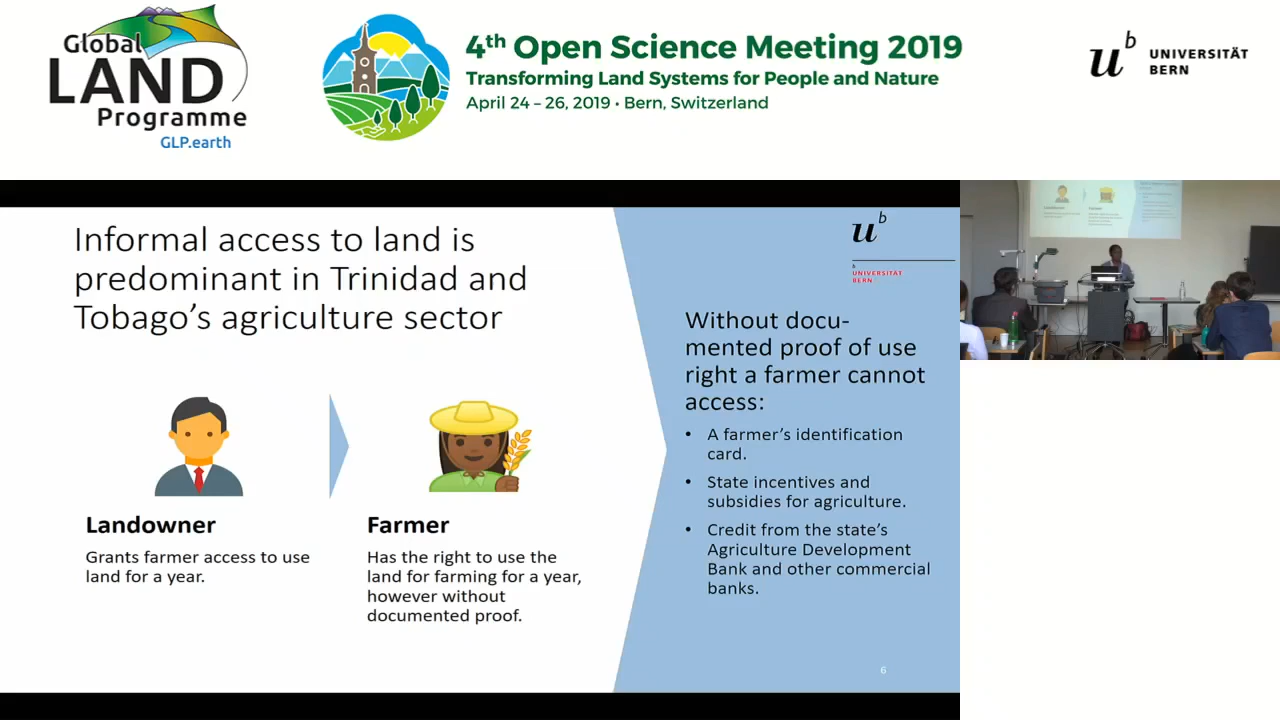 Global
LAND
Programme
GLP.earth
4th Open Science Meeting 2019
Transforming Land Systems for People and Nature
April 24 – 26, 2019 • Bern, Switzerland
u b
UNIVERSITÄT
BERN
Informal access to land is
predominant in Trinidad and
Tobago's agriculture sector
Landowner
Grants farmer access to use
land for a year.
Farmer
Has the right to use the
land for farming for a year,
however without
documented proof.
u b
b
UNIVERSITÄT
BERN
Without docu-
mented proof of use
right a farmer cannot
access:
• A farmer's identification
card.
• State incentives and
subsidies for agriculture.
• Credit from the state's
Agriculture Development
Bank and other commercial
banks.
6